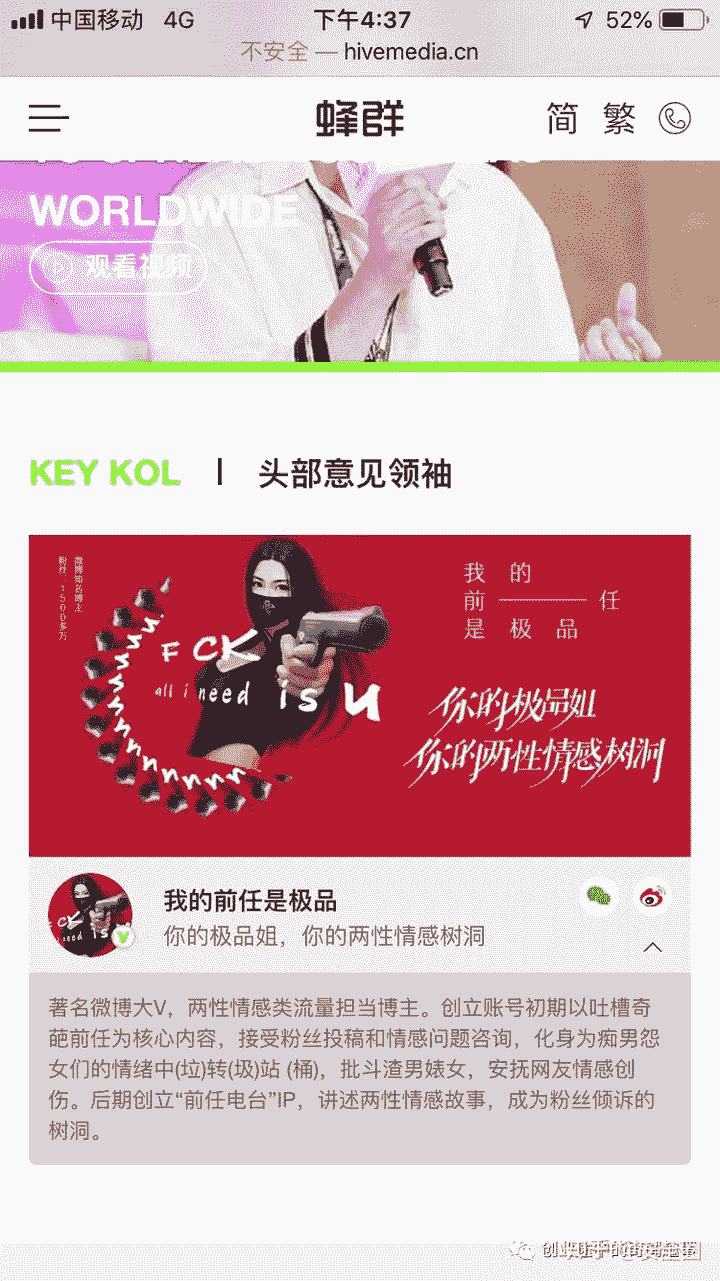 中国移动 4G 下午4:37 52%
不安全 — hivemedia.cn
蜂群 简 繁
WORLDWIDE
观看视频
KEY KOL | 头部意见领袖
微博知名博主
粉丝：1500多万
我的
前 任
是极品
F CK
all i need is u
你的极品姐
你的两性情感树洞
我的前任是极品
你的极品姐，你的两性情感树洞
著名微博大V，两性情感类流量担当博主。创立账号初期以吐槽奇
葩前任为核心内容，接受粉丝投稿和情感问题咨询，化身为痴男怨
女们的情绪中(垃)转(圾)站 (桶)，批斗渣男婊女，安抚网友情感创
伤。后期创立“前任电台”IP，讲述两性情感故事，成为粉丝倾诉的
树洞。